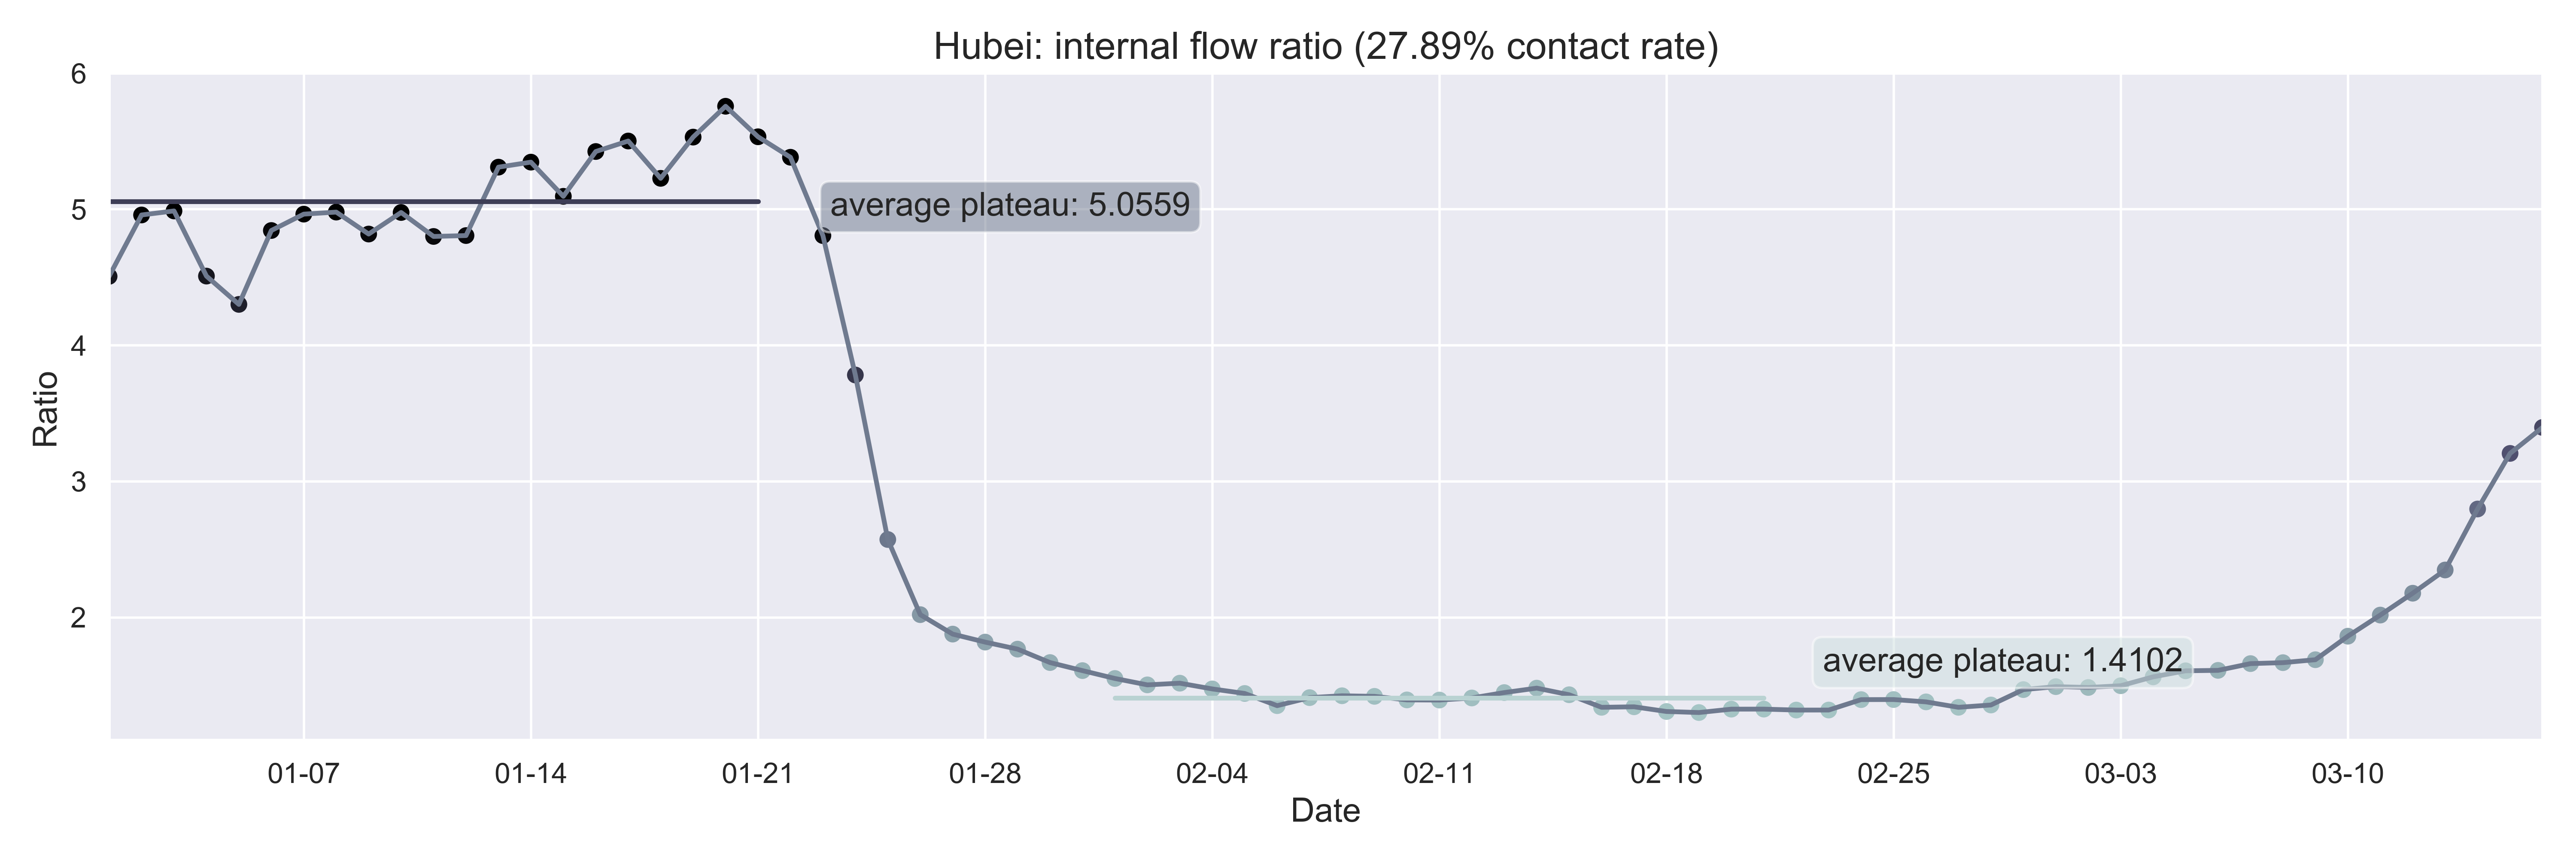 Hubei: internal flow ratio (27.89% contact rate)
6
5
4
3
2
Ratio
average plateau: 5.0559
average plateau: 1.4102
01-07 01-14 01-21 01-28 02-04 02-11 02-18 02-25 03-03 03-10
Date